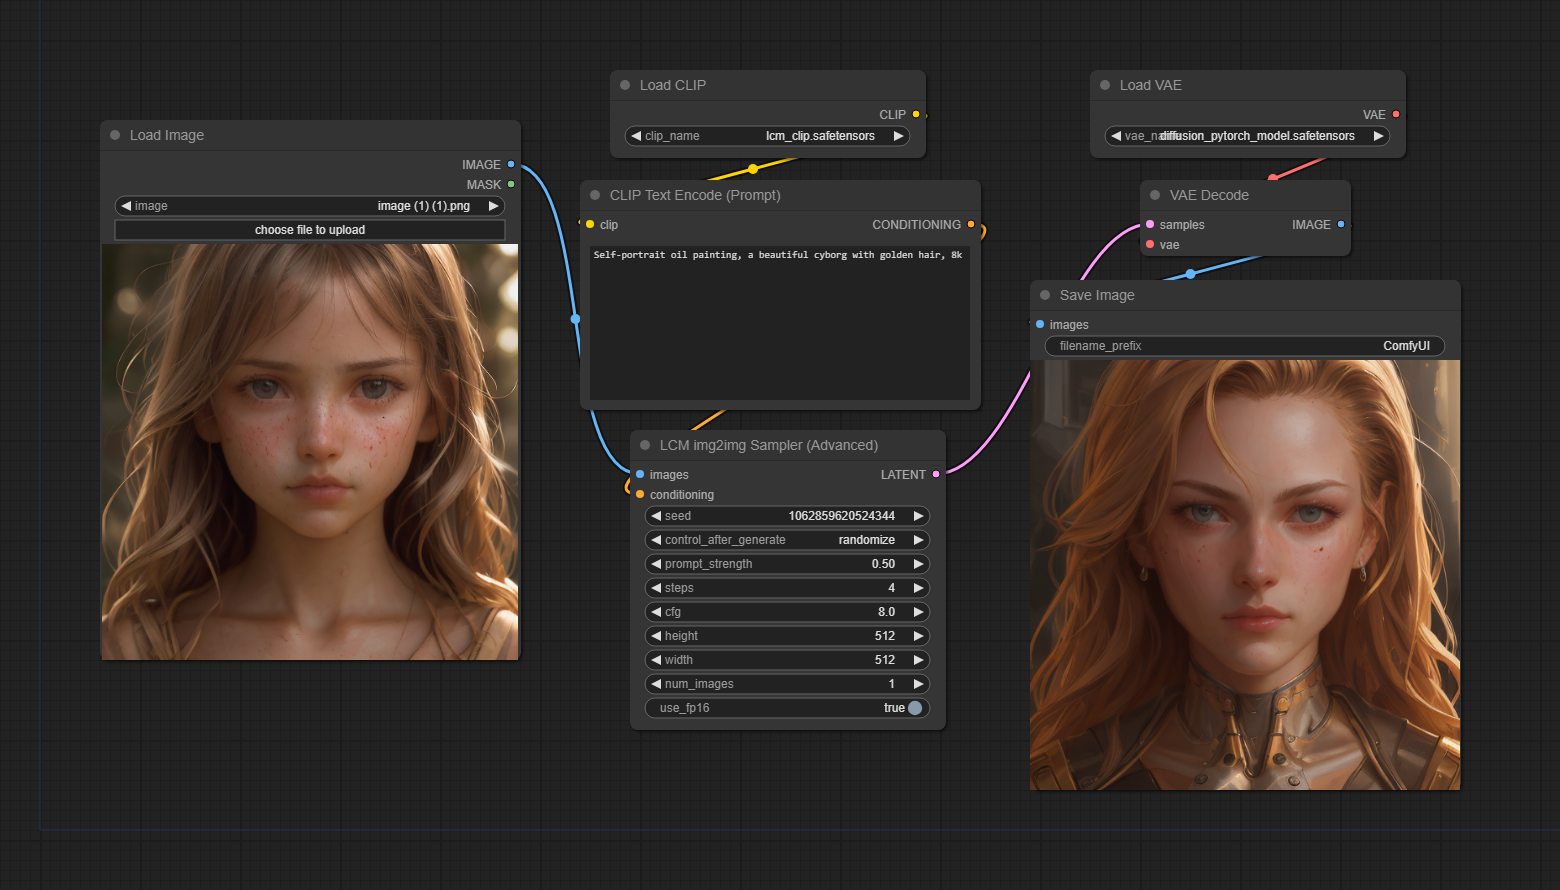 Load Image
IMAGE
MASK
image image (1) (1).png
choose file to upload
Load CLIP
CLIP
clip_name lcm_clip.safetensors
CLIP Text Encode (Prompt)
clip CONDITIONING
Self-portrait oil painting, a beautiful cyborg with golden hair, 8k
LCM img2img Sampler (Advanced)
images LATENT
conditioning
seed 1062859620524344
control_after_generate randomize
prompt_strength 0.50
steps 4
cfg 8.0
height 512
width 512
num_images 1
use_fp16 true
Load VAE
VAE
diffusion_pytorch_model.safetensors
VAE Decode
samples IMAGE
vae
Save Image
images
filename_prefix ComfyUI